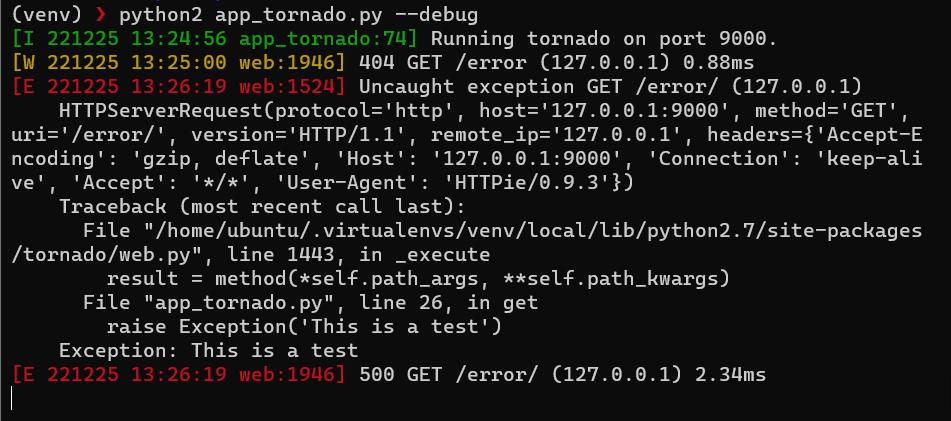 (venv) ❯ python2 app_tornado.py --debug
[I 221225 13:24:56 app_tornado:74] Running tornado on port 9000.
[W 221225 13:25:00 web:1946] 404 GET /error (127.0.0.1) 0.88ms
[E 221225 13:26:19 web:1524] Uncaught exception GET /error/ (127.0.0.1)
    HTTPServerRequest(protocol='http', host='127.0.0.1:9000', method='GET',
uri='/error/', version='HTTP/1.1', remote_ip='127.0.0.1', headers={'Accept-E
ncoding': 'gzip, deflate', 'Host': '127.0.0.1:9000', 'Connection': 'keep-ali
ve', 'Accept': '*/*', 'User-Agent': 'HTTPie/0.9.3'})
    Traceback (most recent call last):
      File "/home/ubuntu/.virtualenvs/venv/local/lib/python2.7/site-packages
/tornado/web.py", line 1443, in _execute
        result = method(*self.path_args, **self.path_kwargs)
      File "app_tornado.py", line 26, in get
        raise Exception('This is a test')
    Exception: This is a test
[E 221225 13:26:19 web:1946] 500 GET /error/ (127.0.0.1) 2.34ms